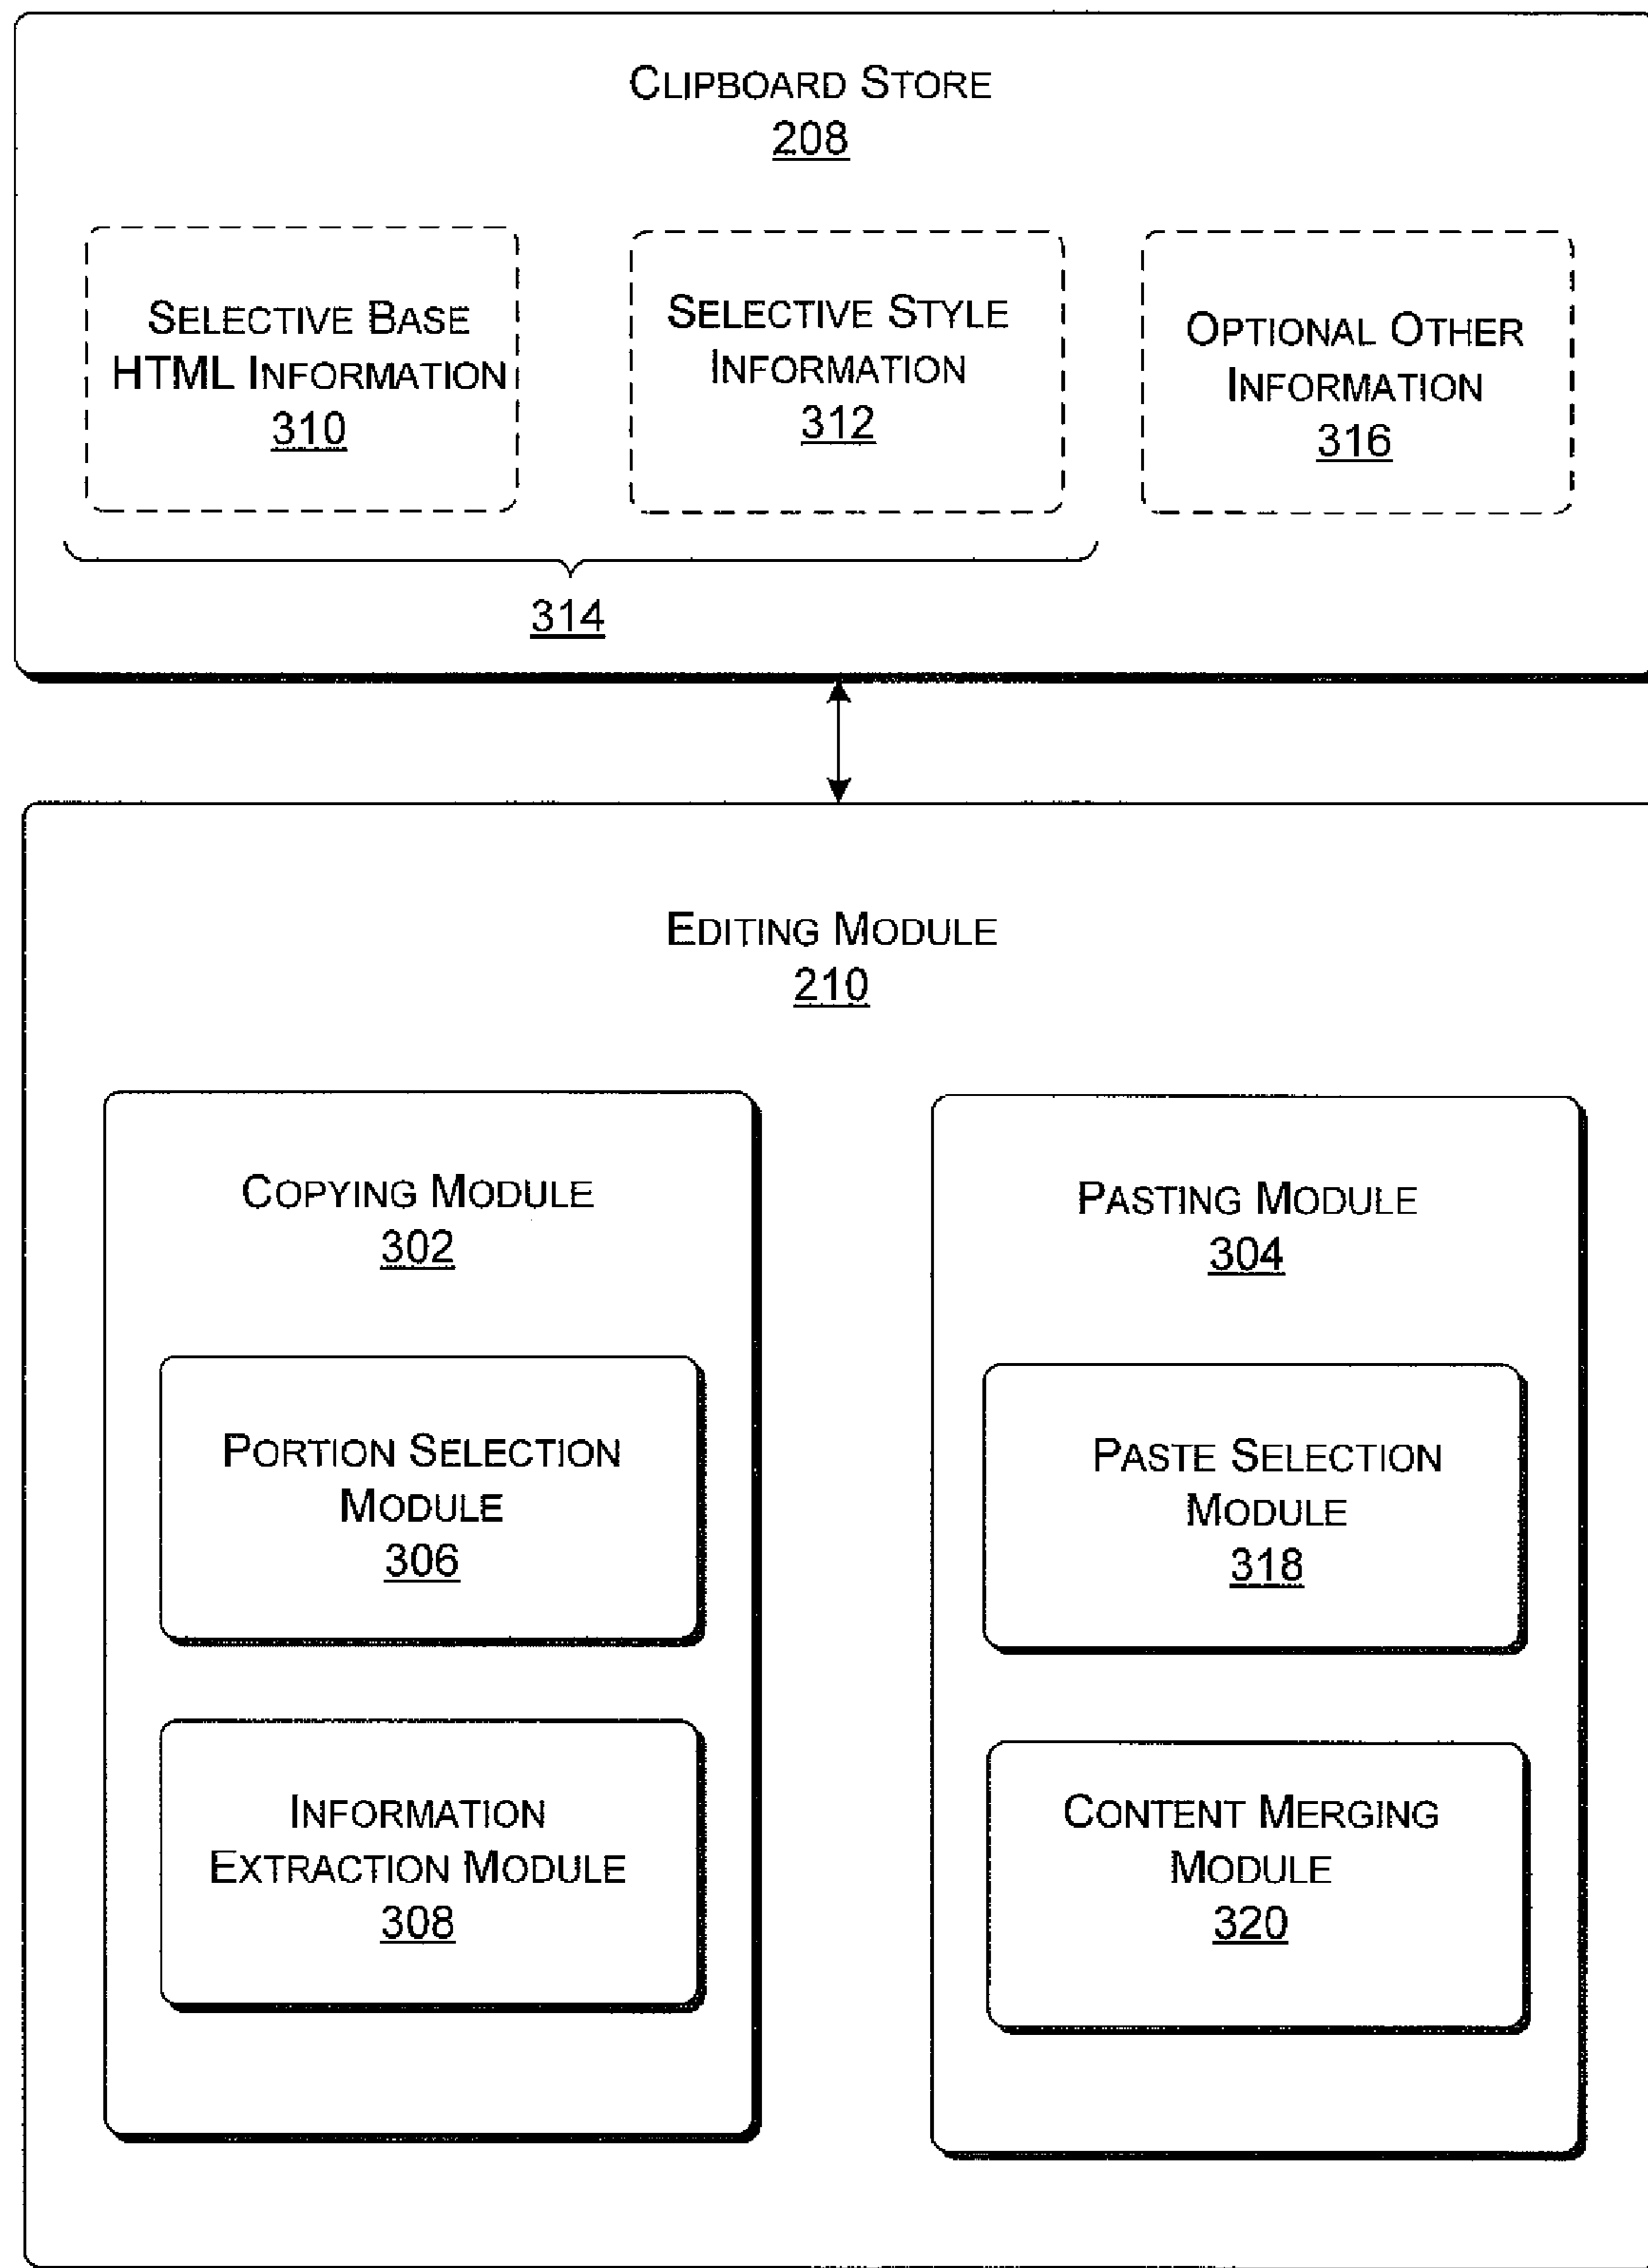 CLIPBOARD STORE
208
SELECTIVE BASE
HTML INFORMATION
310
SELECTIVE STYLE
INFORMATION
312
OPTIONAL OTHER
INFORMATION
316
314
EDITING MODULE
210
COPYING MODULE
302
PORTION SELECTION
MODULE
306
INFORMATION
EXTRACTION MODULE
308
PASTING MODULE
304
PASTE SELECTION
MODULE
318
CONTENT MERGING
MODULE
320